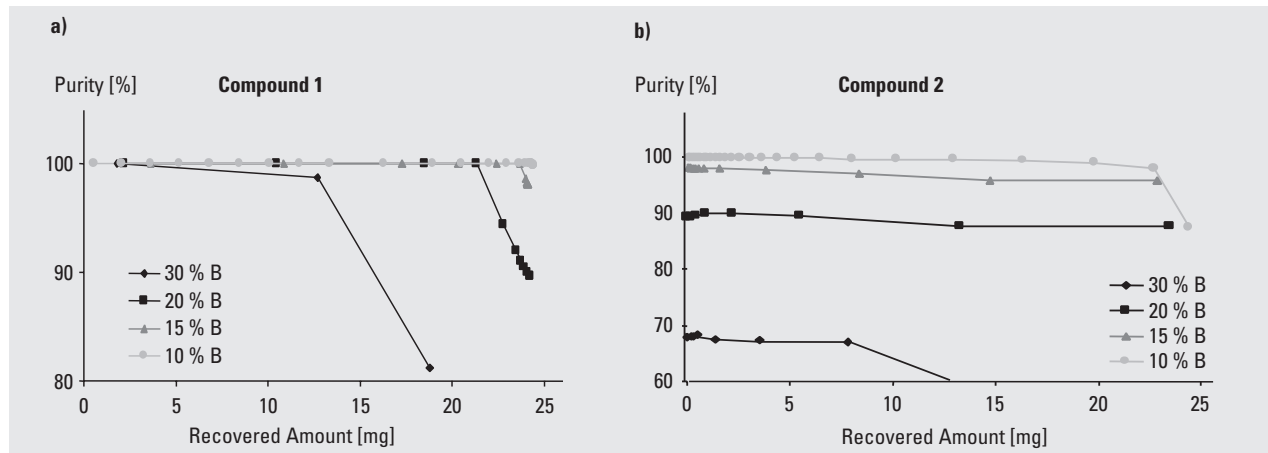 a)
Purity [%]
Compound 1
100
90
80
30 % B
20 % B
15 % B
10 % B
0 5 10 15 20 25
Recovered Amount [mg]
b)
Purity [%]
Compound 2
100
90
80
70
60
30 % B
20 % B
15 % B
10 % B
0 5 10 15 20 25
Recovered Amount [mg]